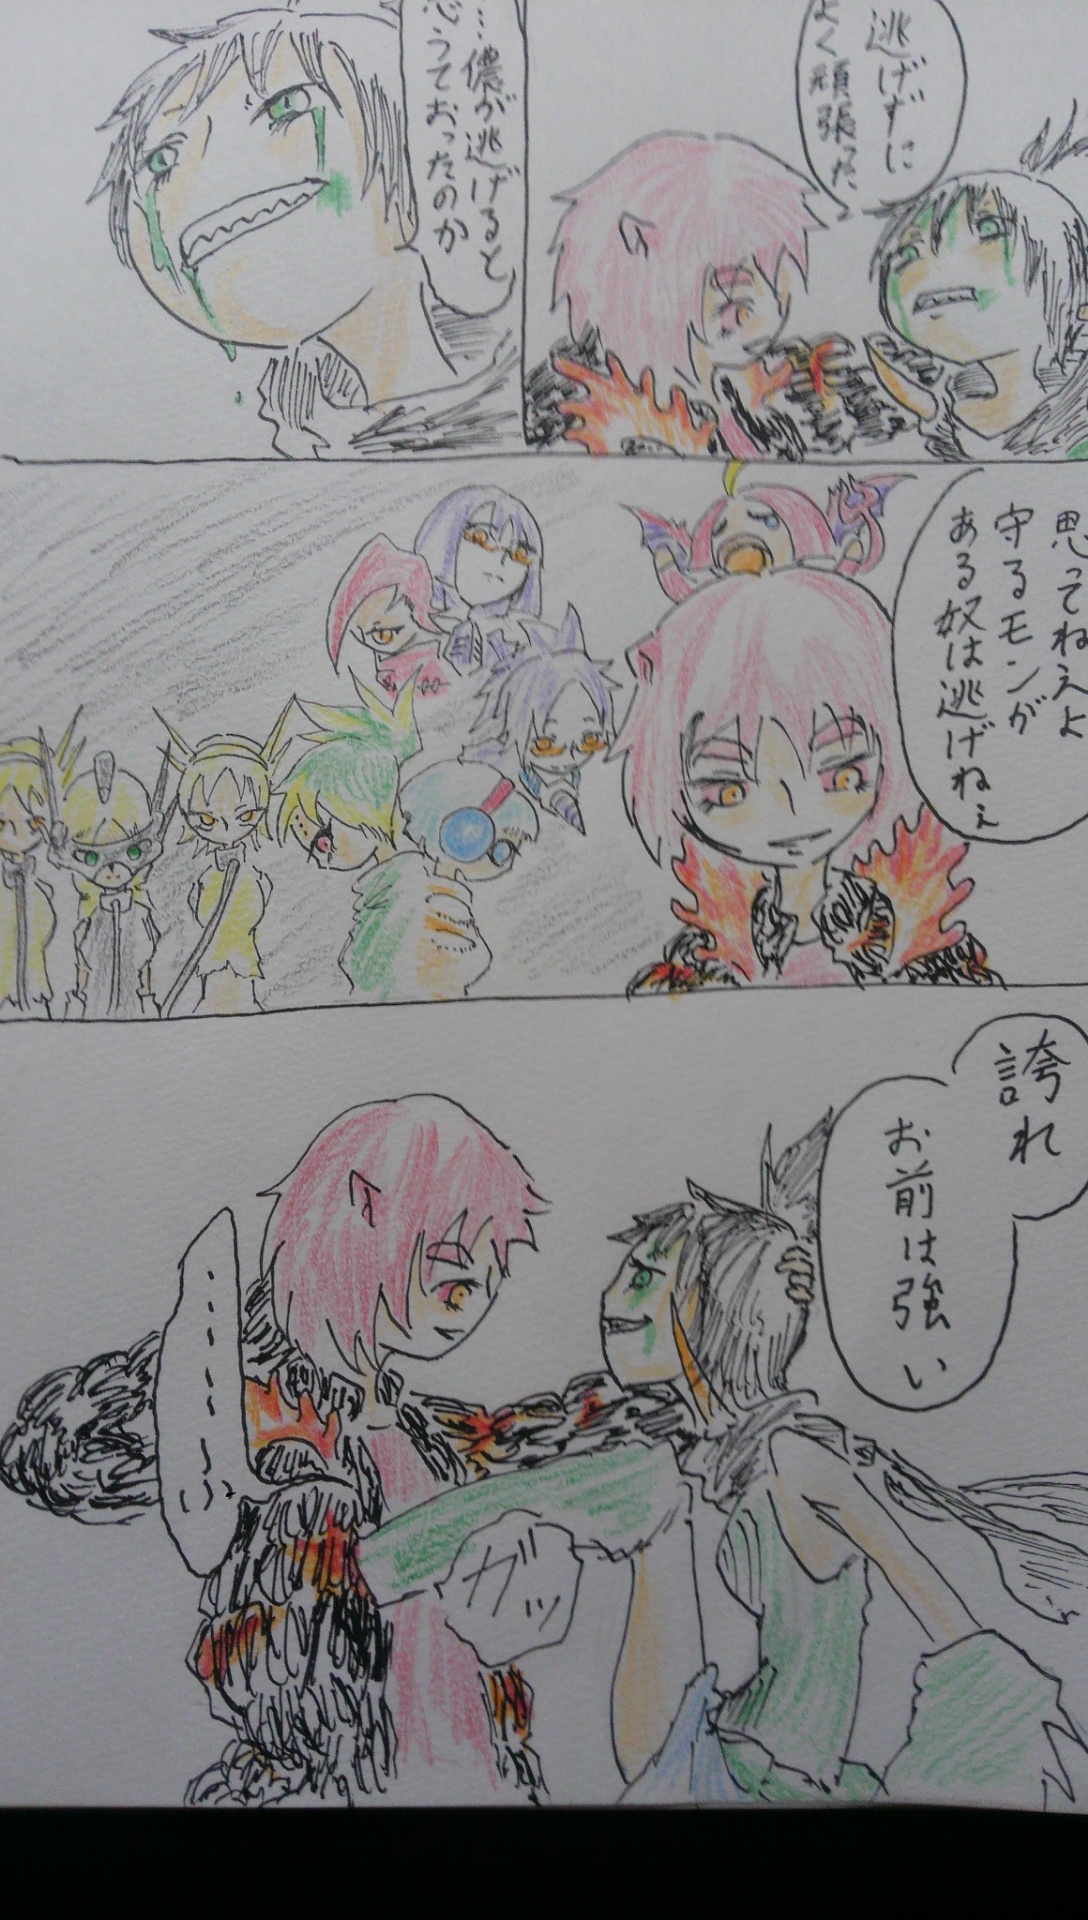 逃げずに
よく頑張った
…儂が逃げると
思うておったのか
思ってねえよ
守るモンが
ある奴は逃げねぇ
誇れ
お前は強い
ガッ